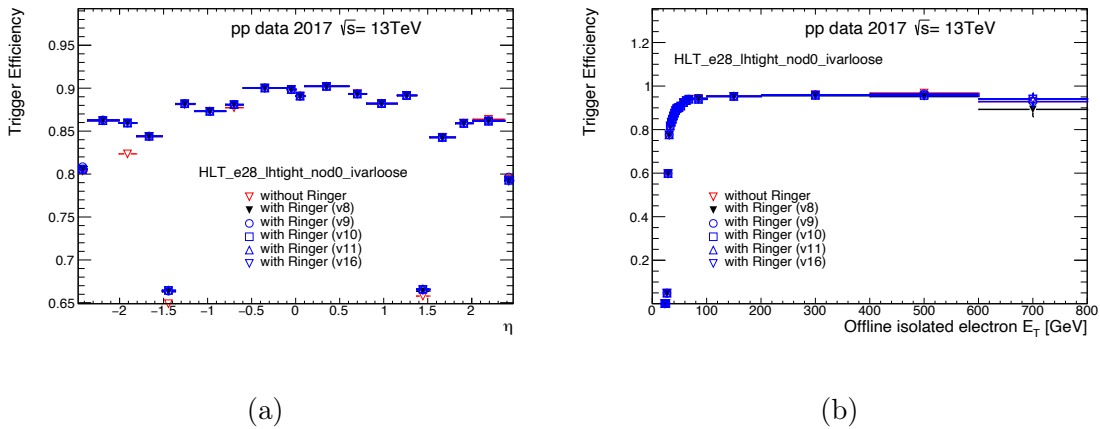 pp data 2017 √s= 13TeV
Trigger Efficiency
0.95
0.9
0.85
0.8
0.75
0.7
0.65
HLT_e28_lhtight_nod0_ivarloose
without Ringer
with Ringer (v8)
with Ringer (v9)
with Ringer (v10)
with Ringer (v11)
with Ringer (v16)
−2 −1.5 −1 −0.5 0 0.5 1 1.5 2
η
(a)
pp data 2017 √s= 13TeV
Trigger Efficiency
HLT_e28_lhtight_nod0_ivarloose
1.2
1
0.8
0.6
0.4
0.2
without Ringer
with Ringer (v8)
with Ringer (v9)
with Ringer (v10)
with Ringer (v11)
with Ringer (v16)
0 100 200 300 400 500 600 700 800
Offline isolated electron E_T [GeV]
(b)